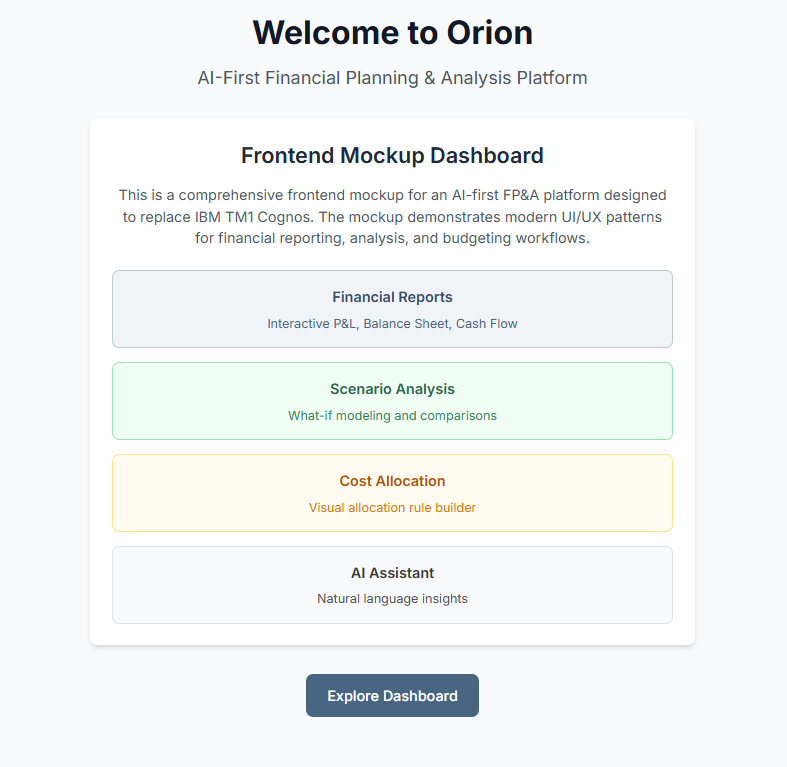 Welcome to Orion
AI-First Financial Planning & Analysis Platform
Frontend Mockup Dashboard
This is a comprehensive frontend mockup for an AI-first FP&A platform designed
to replace IBM TM1 Cognos. The mockup demonstrates modern UI/UX patterns
for financial reporting, analysis, and budgeting workflows.
Financial Reports
Interactive P&L, Balance Sheet, Cash Flow
Scenario Analysis
What-if modeling and comparisons
Cost Allocation
Visual allocation rule builder
AI Assistant
Natural language insights
Explore Dashboard